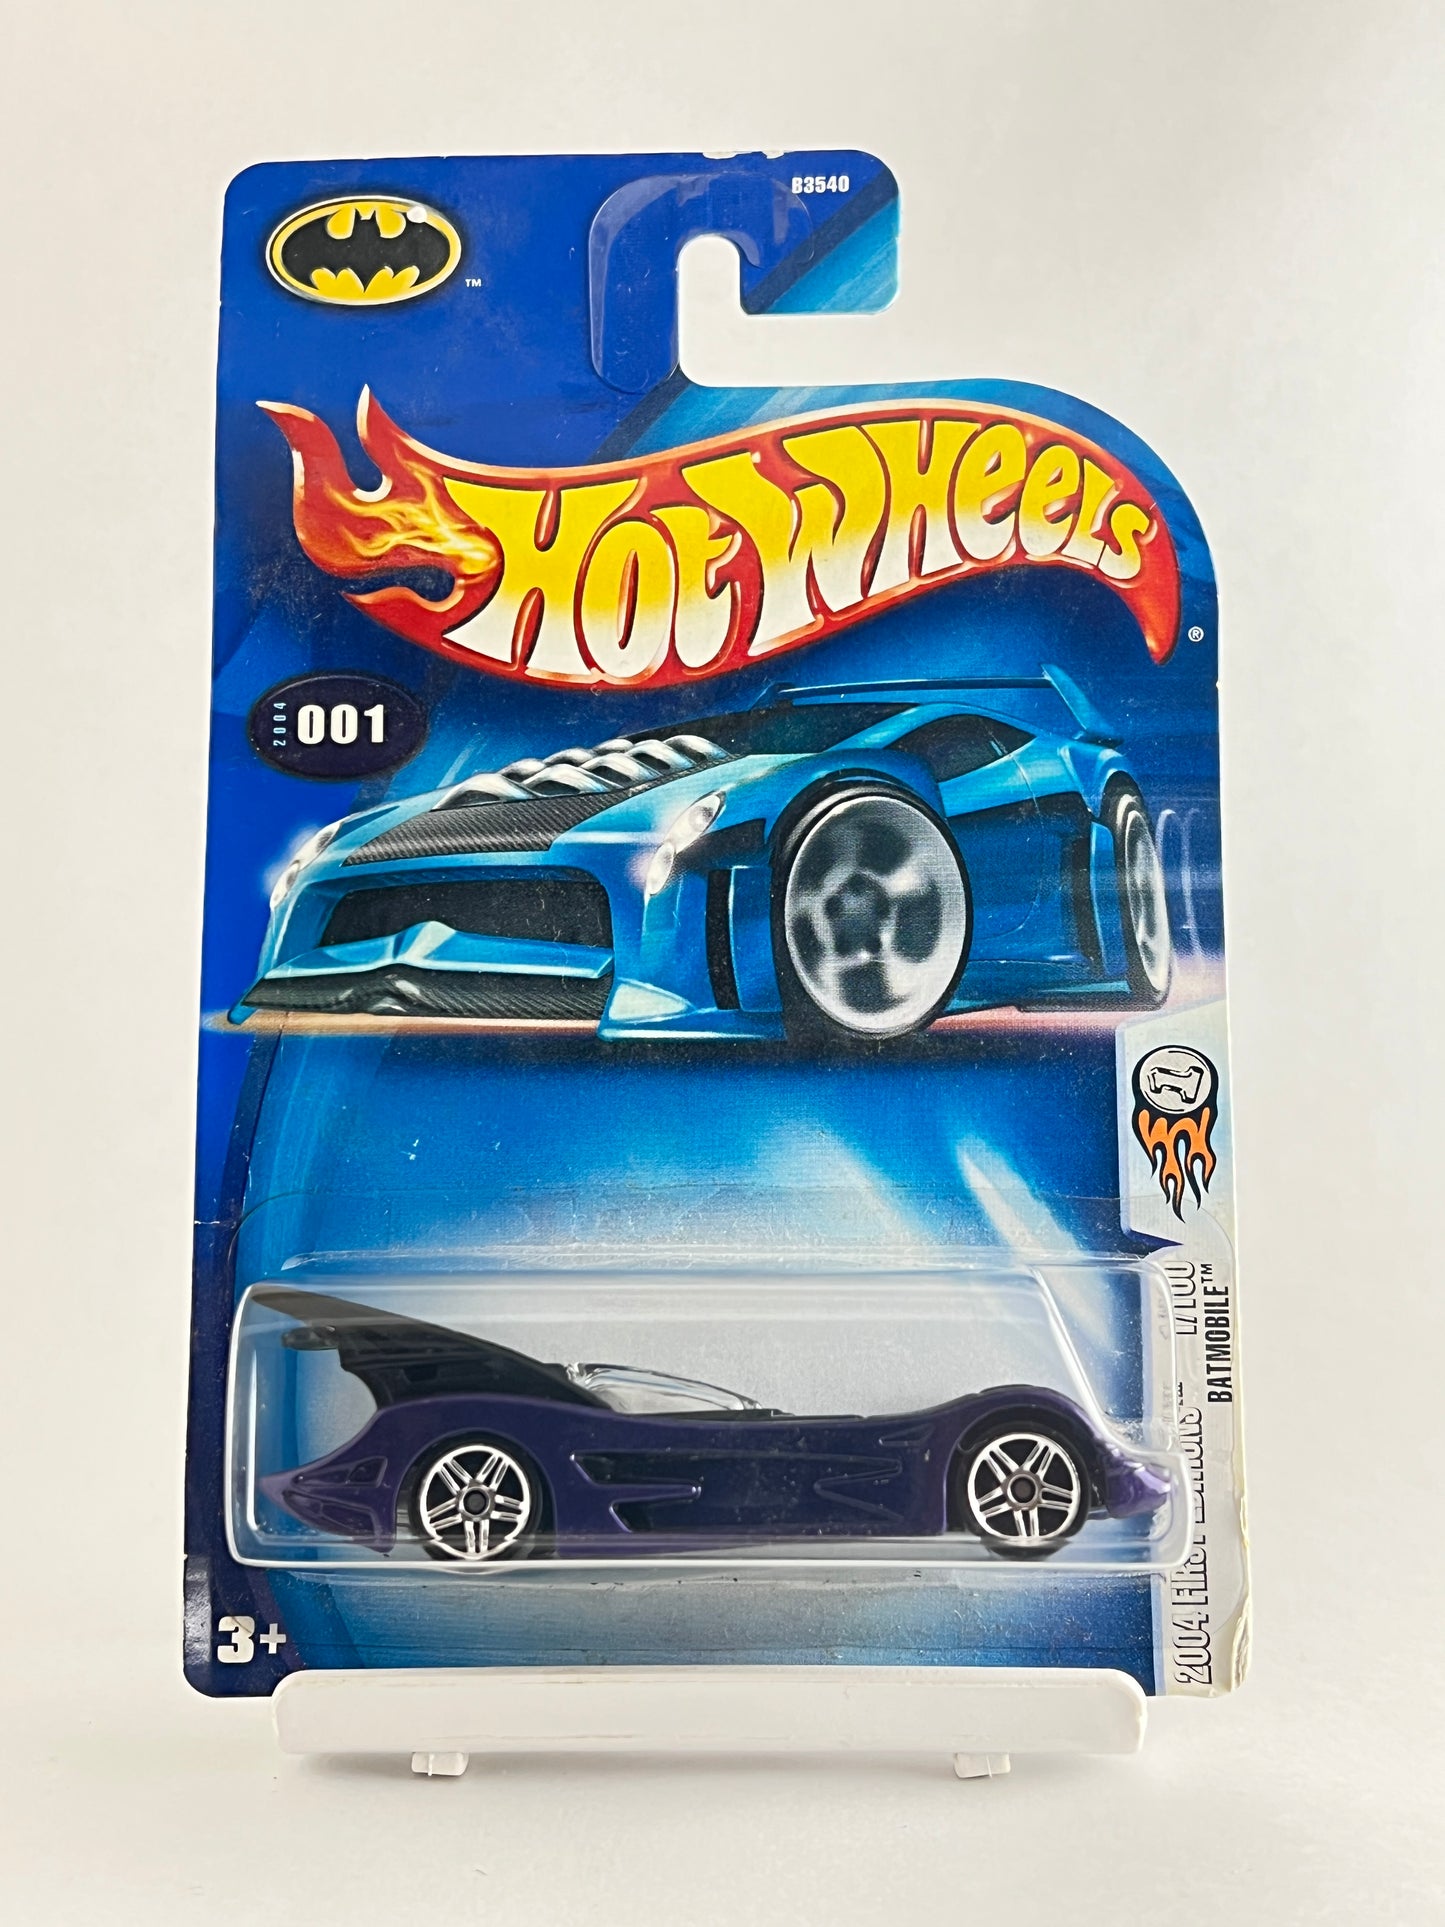 B3540
TM
HOT WHEELS
®
2004
001
2004 FIRST EDITIONS 1/100
BATMOBILE™
3+